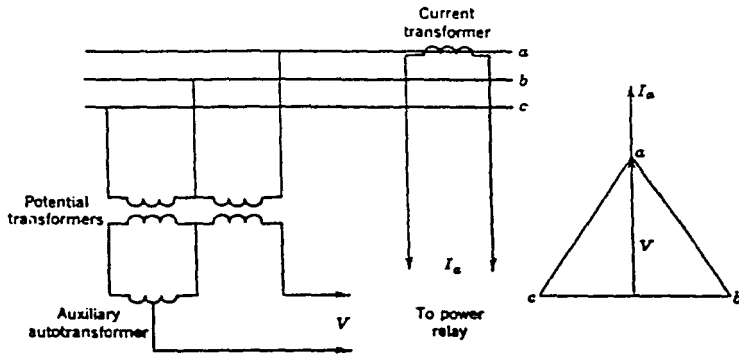 Current
transformer
a
b
c
Potential
transformers
Auxiliary
autotransformer
V
I_a
To power
relay
I_a
a
V
c
b